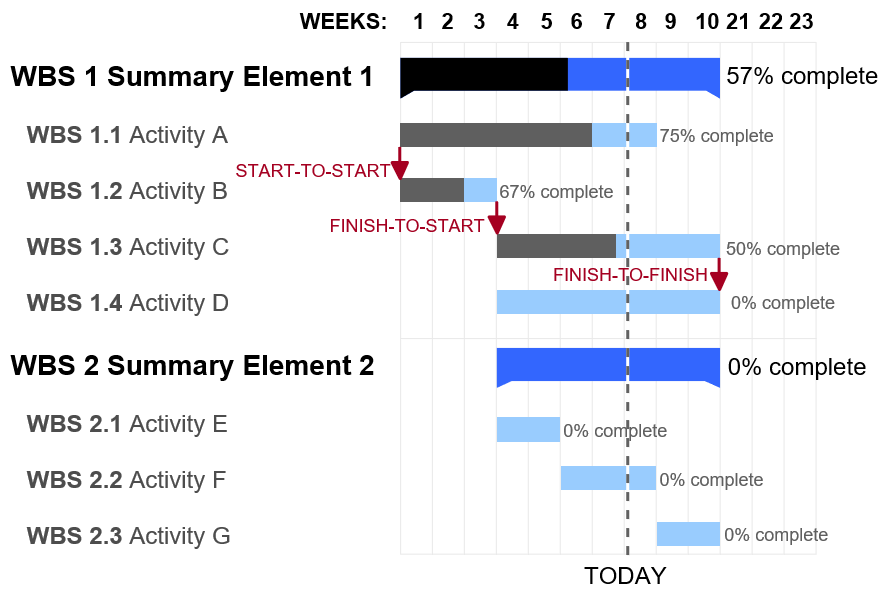 WEEKS: 1 2 3 4 5 6 7 8 9 10 21 22 23
WBS 1 Summary Element 1 57% complete
WBS 1.1 Activity A 75% complete
START-TO-START
WBS 1.2 Activity B 67% complete
FINISH-TO-START
WBS 1.3 Activity C 50% complete
FINISH-TO-FINISH
WBS 1.4 Activity D 0% complete
WBS 2 Summary Element 2 0% complete
WBS 2.1 Activity E 0% complete
WBS 2.2 Activity F 0% complete
WBS 2.3 Activity G 0% complete
TODAY